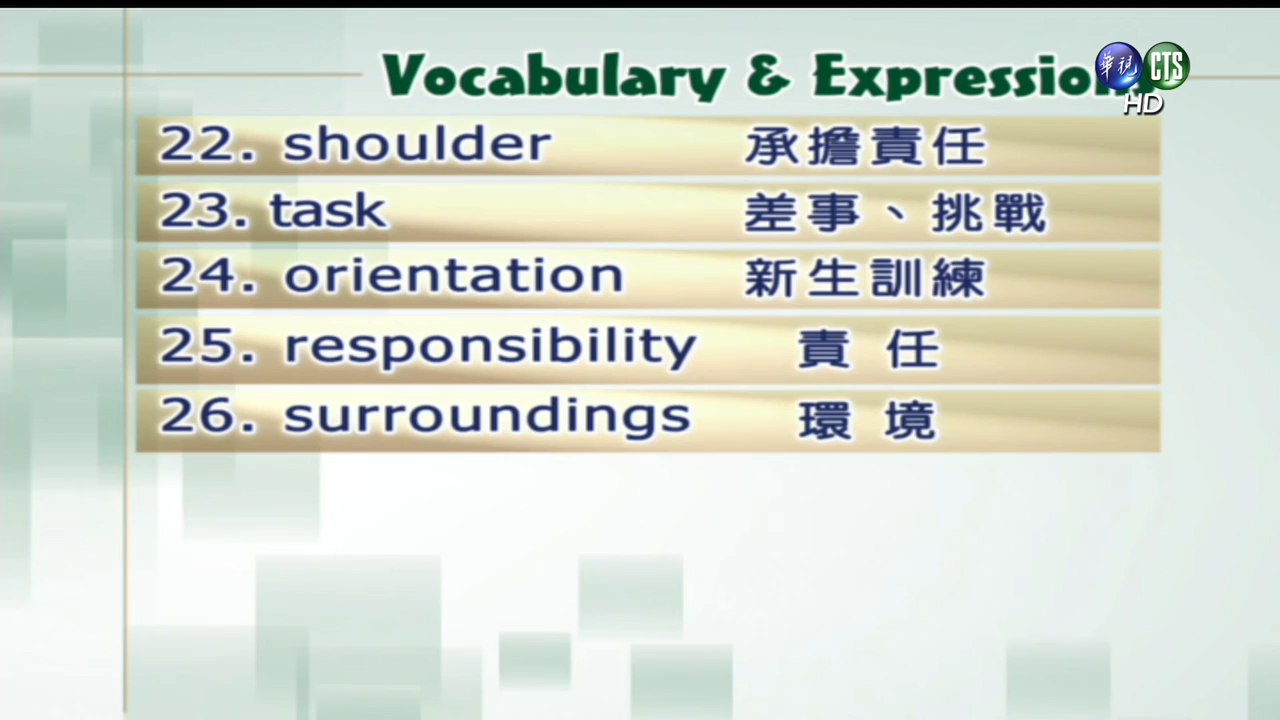 華視 CTS
Vocabulary & Expressions
HD
22. shoulder 承擔責任
23. task 差事、挑戰
24. orientation 新生訓練
25. responsibility 責任
26. surroundings 環境